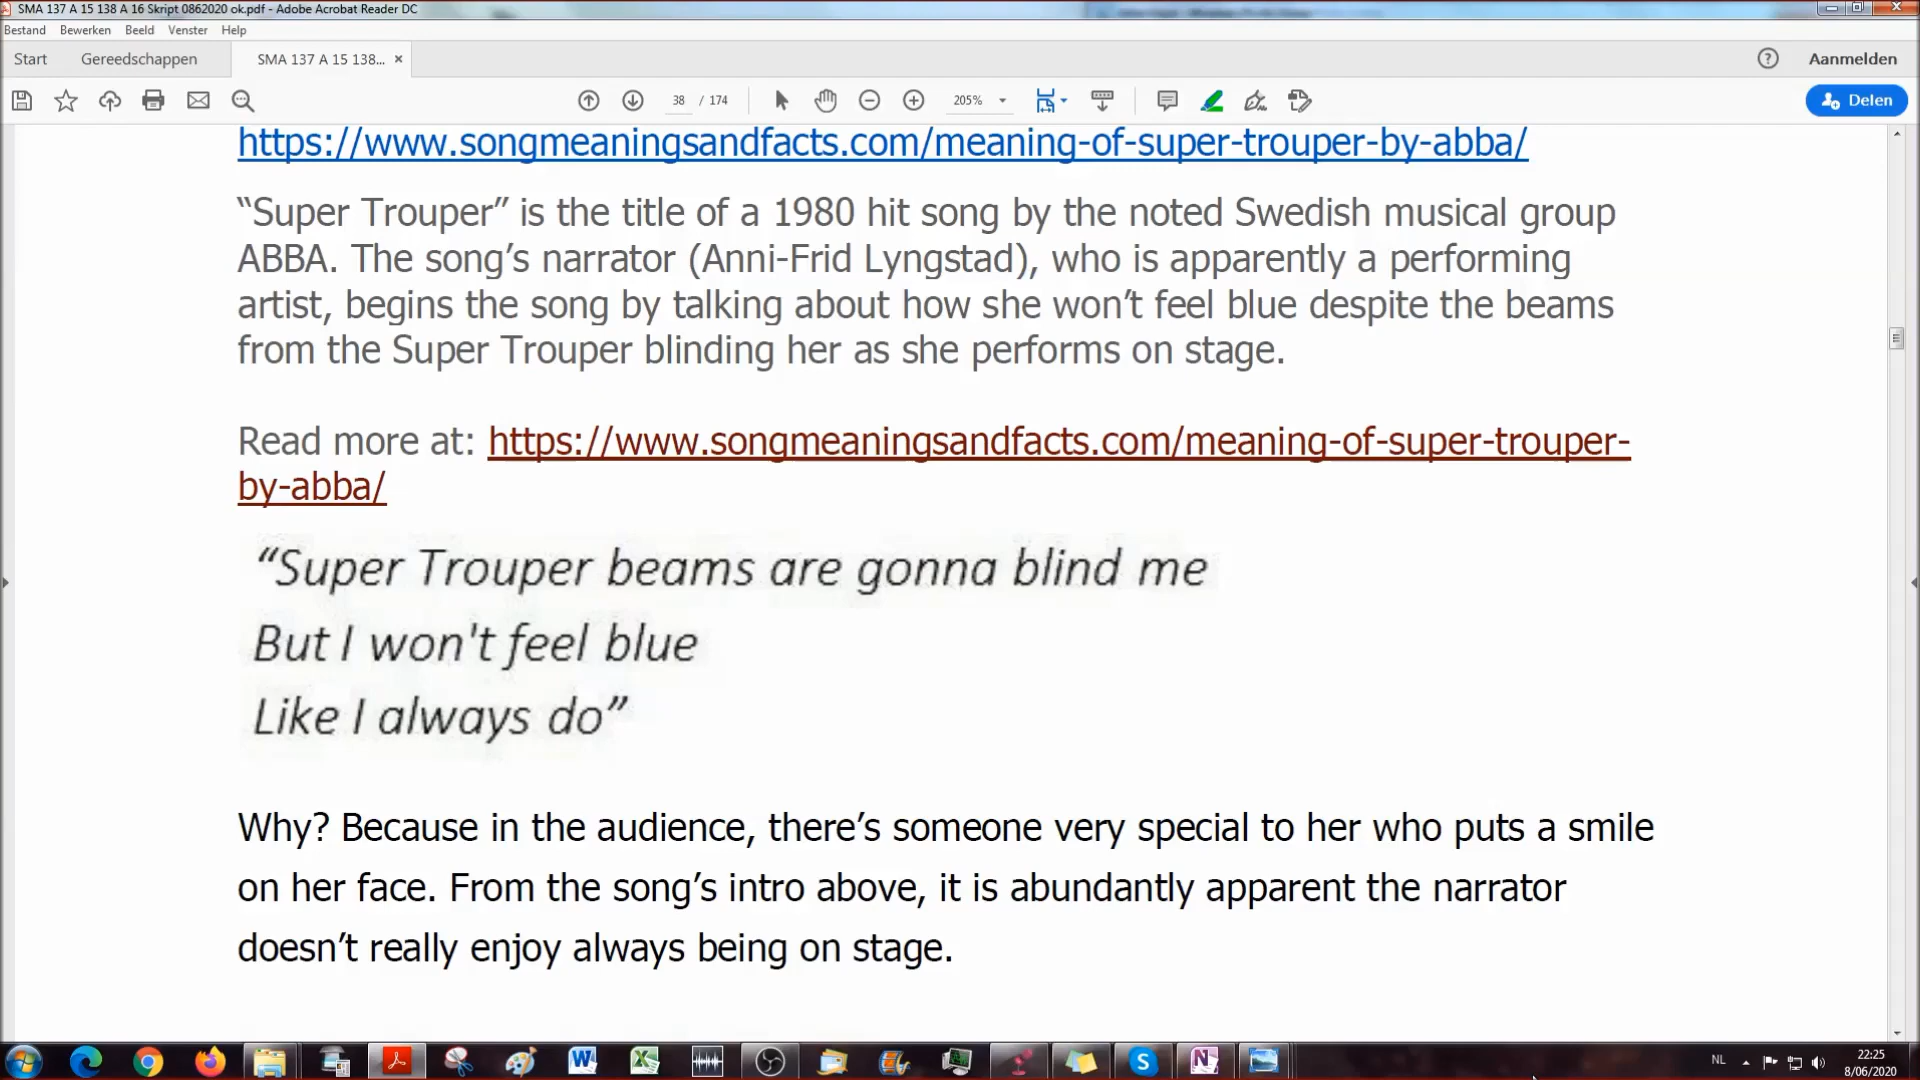 SMA 137 A 15 138 A 16 Skript 0862020 ok.pdf - Adobe Acrobat Reader DC
Bestand Bewerken Beeld Venster Help
Start Gereedschappen SMA 137 A 15 138... × Aanmelden
38 / 174 205% Delen
https://www.songmeaningsandfacts.com/meaning-of-super-trouper-by-abba/
“Super Trouper” is the title of a 1980 hit song by the noted Swedish musical group
ABBA. The song’s narrator (Anni-Frid Lyngstad), who is apparently a performing
artist, begins the song by talking about how she won’t feel blue despite the beams
from the Super Trouper blinding her as she performs on stage.
Read more at: https://www.songmeaningsandfacts.com/meaning-of-super-trouper-
by-abba/
“Super Trouper beams are gonna blind me
But I won't feel blue
Like I always do”
Why? Because in the audience, there’s someone very special to her who puts a smile
on her face. From the song’s intro above, it is abundantly apparent the narrator
doesn’t really enjoy always being on stage.
NL 22:25
8/06/2020